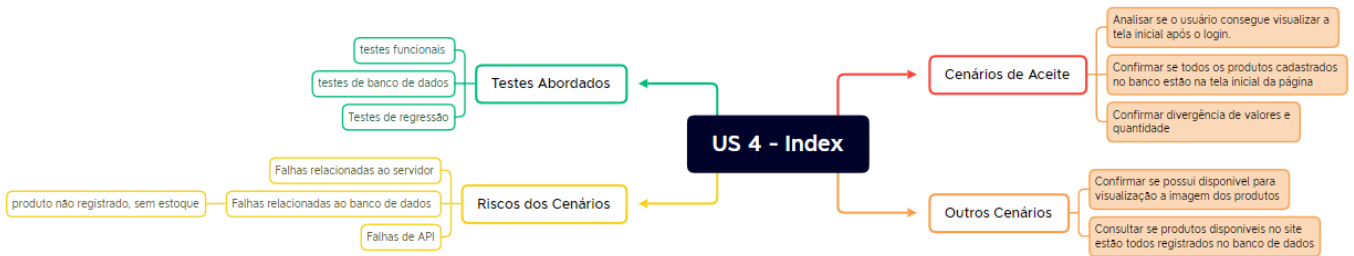 US 4 - Index
Testes Abordados
testes funcionais
testes de banco de dados
Testes de regressão
Riscos dos Cenários
Falhas relacionadas ao servidor
Falhas relacionadas ao banco de dados
produto não registrado, sem estoque
Falhas de API
Cenários de Aceite
Analisar se o usuário consegue visualizar a
tela inicial após o login.
Confirmar se todos os produtos cadastrados
no banco estão na tela inicial da página
Confirmar divergência de valores e
quantidade
Outros Cenários
Confirmar se possui disponivel para
visualização a imagem dos produtos
Consultar se produtos disponiveis no site
estão todos registrados no banco de dados